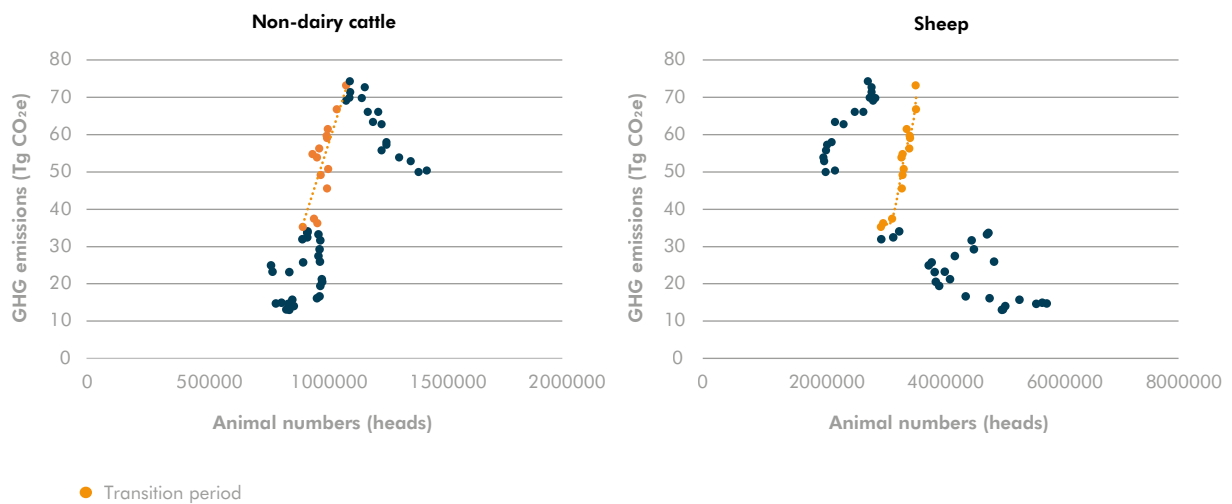 Non-dairy cattle
GHG emissions (Tg CO₂e)
80
70
60
50
40
30
20
10
0
0 500000 1000000 1500000 2000000
Animal numbers (heads)
Sheep
GHG emissions (Tg CO₂e)
80
70
60
50
40
30
20
10
0
0 2000000 4000000 6000000 8000000
Animal numbers (heads)
Transition period